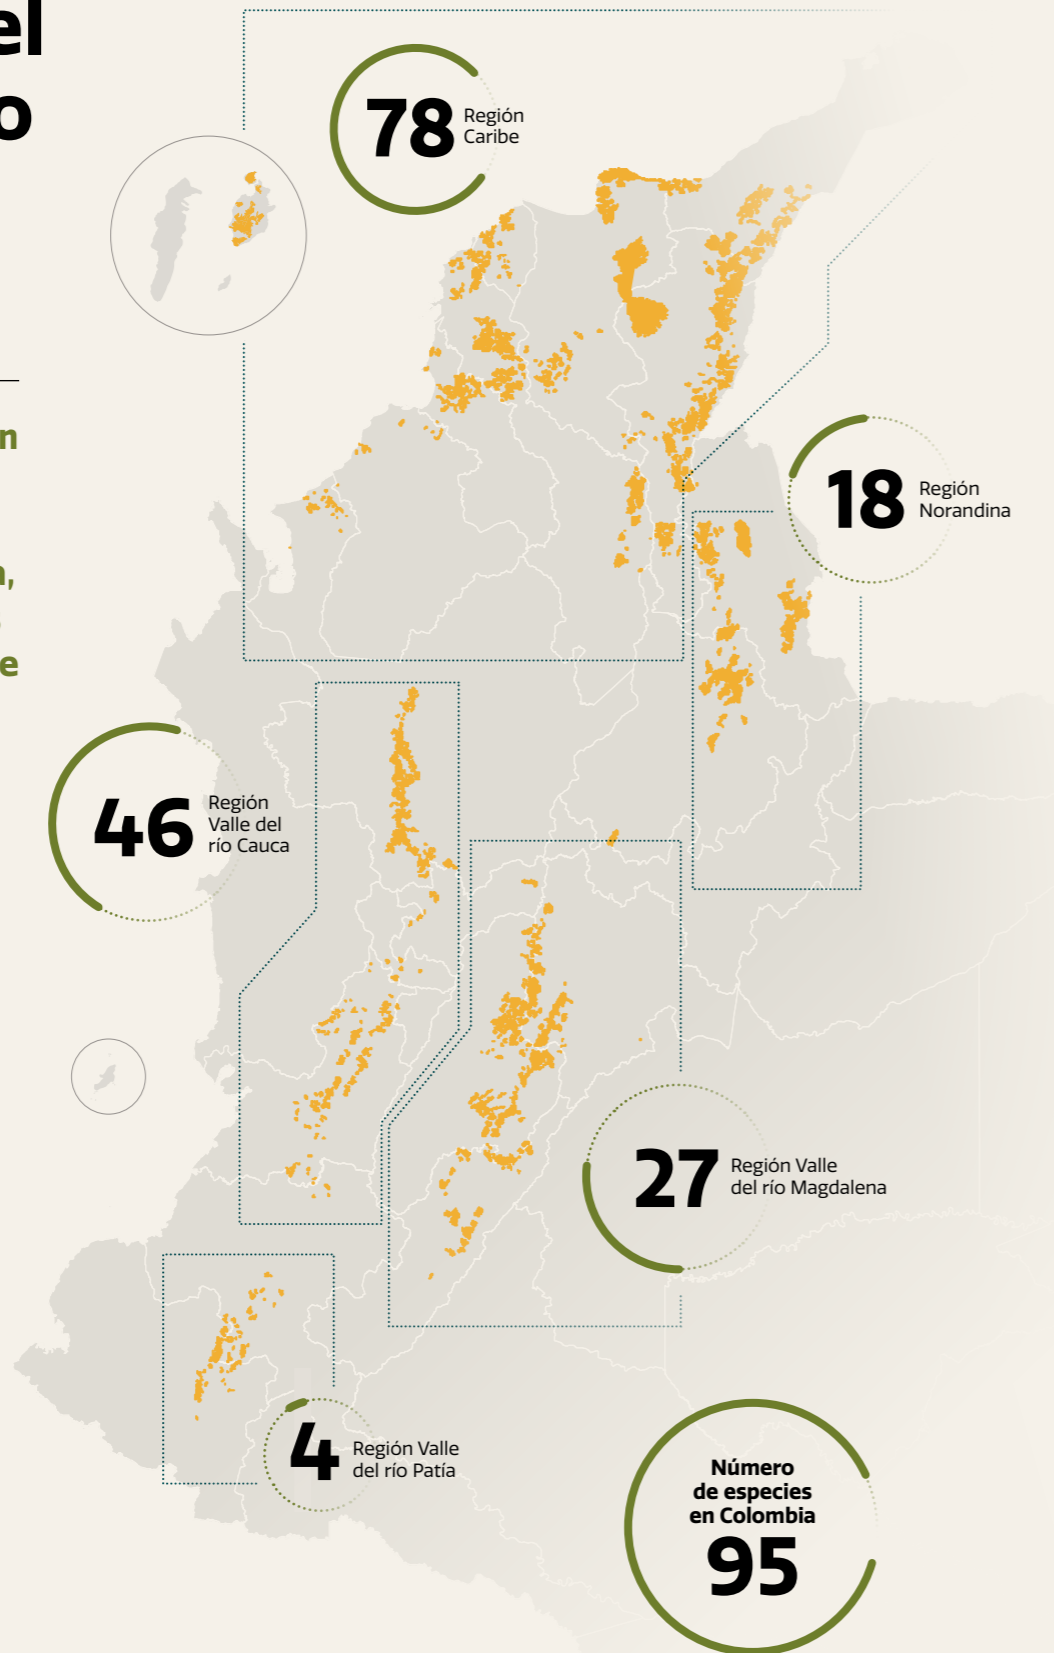 el
o
78
Región
Caribe
n
18
Región
Norandina
a,
e
46
Región
Valle del
río Cauca
27
Región Valle
del río Magdalena
4
Región Valle
del río Patía
Número
de especies
en Colombia
95